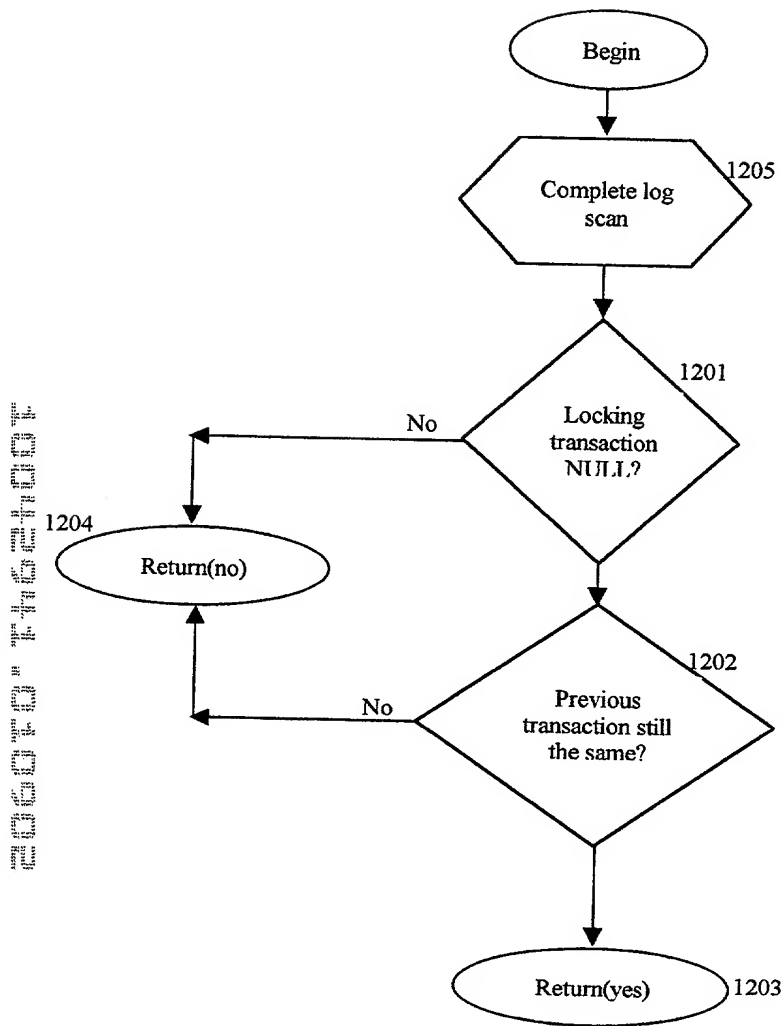 Begin
1205
Complete log
scan
1201
Locking
transaction
NULL?
No
1204
Return(no)
1202
Previous
transaction still
the same?
No
Return(yes)
1203